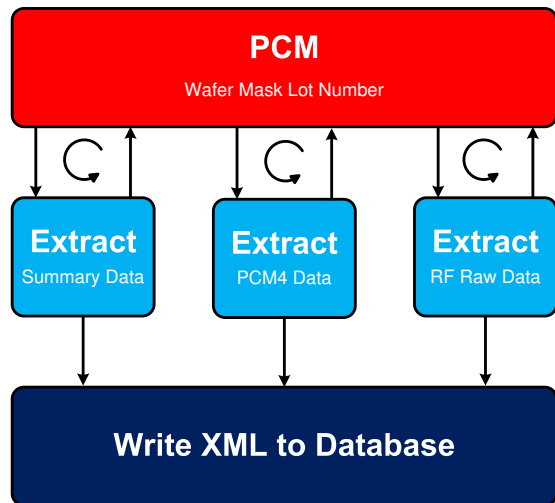 PCM
Wafer Mask Lot Number
Extract
Summary Data
Extract
PCM4 Data
Extract
RF Raw Data
Write XML to Database